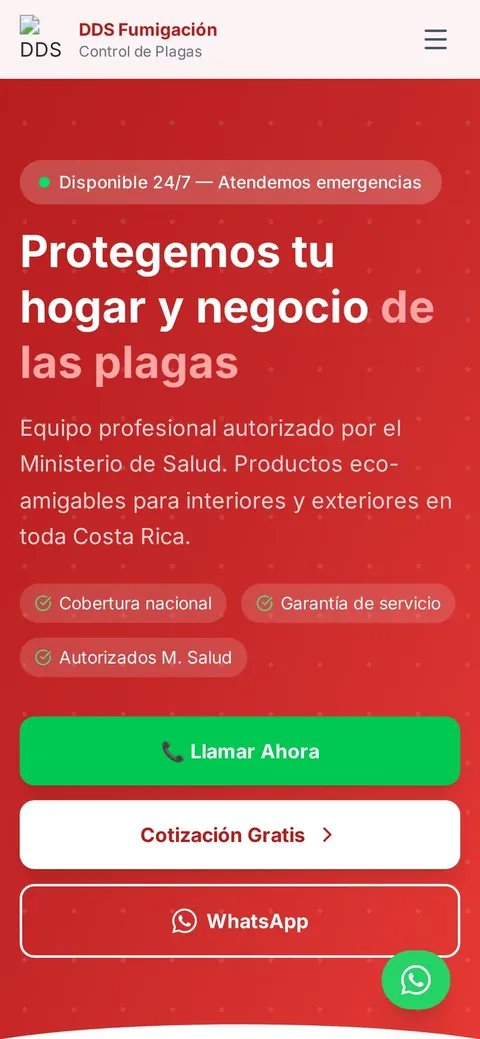 DDS
DDS Fumigación
Control de Plagas
Disponible 24/7 — Atendemos emergencias
Protegemos tu
hogar y negocio de
las plagas
Equipo profesional autorizado por el
Ministerio de Salud. Productos eco-
amigables para interiores y exteriores en
toda Costa Rica.
Cobertura nacional
Garantía de servicio
Autorizados M. Salud
📞 Llamar Ahora
Cotización Gratis
WhatsApp